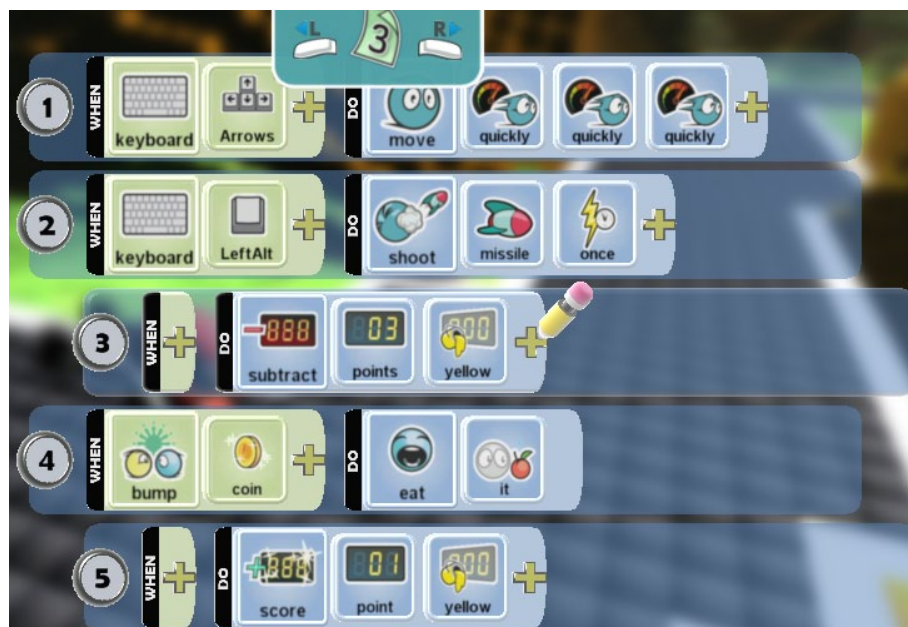 L 3 R
1 WHEN keyboard Arrows DO move quickly quickly quickly
2 WHEN keyboard LeftAlt DO shoot missile once
3 WHEN DO subtract 03 points yellow
4 WHEN bump coin DO eat it
5 WHEN DO score 01 point yellow